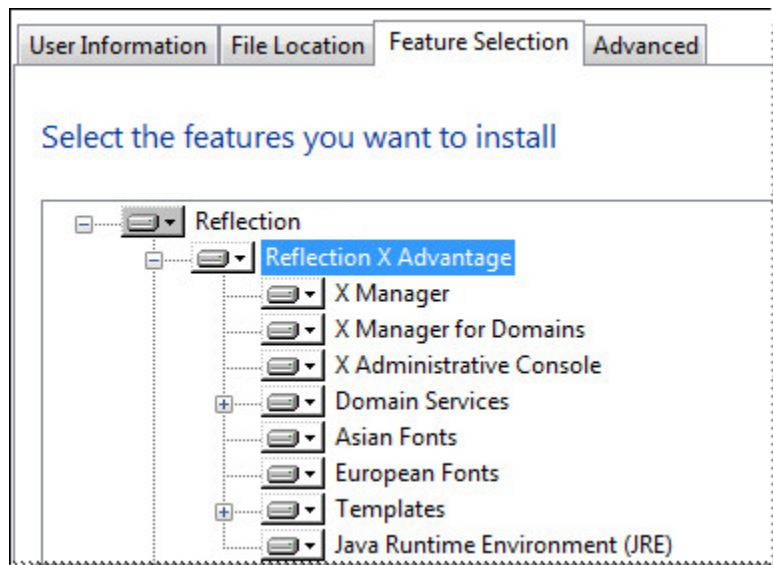 User Information File Location Feature Selection Advanced
Select the features you want to install
Reflection
Reflection X Advantage
X Manager
X Manager for Domains
X Administrative Console
Domain Services
Asian Fonts
European Fonts
Templates
Java Runtime Environment (JRE)